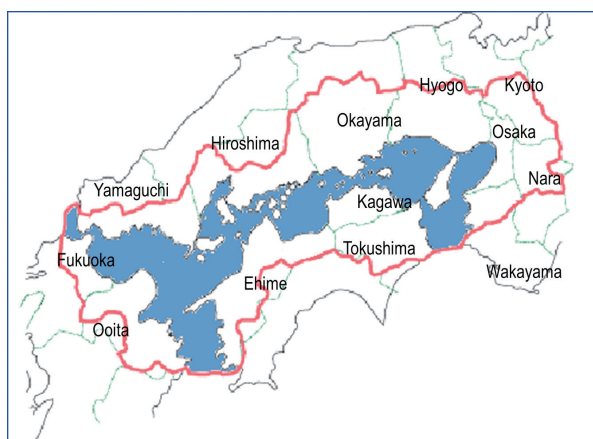 Hyogo
Kyoto
Okayama
Osaka
Hiroshima
Nara
Yamaguchi
Kagawa
Tokushima
Fukuoka
Wakayama
Ehime
Ooita